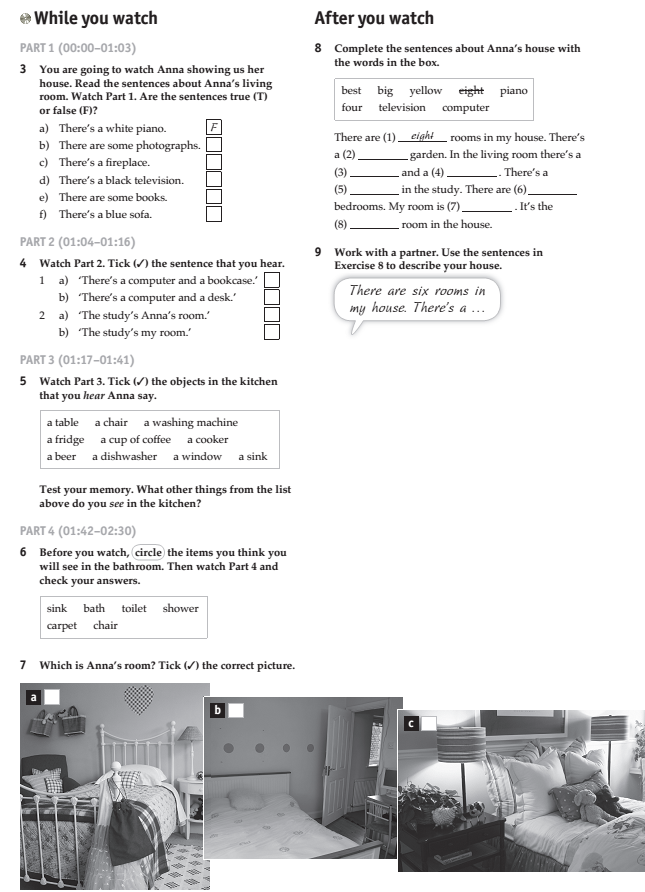 While you watch
PART 1 (00:00–01:03)
3 You are going to watch Anna showing us her
house. Read the sentences about Anna's living
room. Watch Part 1. Are the sentences true (T)
or false (F)?
a) There's a white piano. F
b) There are some photographs.
c) There's a fireplace.
d) There's a black television.
e) There are some books.
f) There's a blue sofa.
PART 2 (01:04–01:16)
4 Watch Part 2. Tick (✓) the sentence that you hear.
1 a) 'There's a computer and a bookcase.'
b) 'There's a computer and a desk.'
2 a) 'The study's Anna's room.'
b) 'The study's my room.'
PART 3 (01:17–01:41)
5 Watch Part 3. Tick (✓) the objects in the kitchen
that you hear Anna say.
a table a chair a washing machine
a fridge a cup of coffee a cooker
a beer a dishwasher a window a sink
Test your memory. What other things from the list
above do you see in the kitchen?
PART 4 (01:42–02:30)
6 Before you watch, circle the items you think you
will see in the bathroom. Then watch Part 4 and
check your answers.
sink bath toilet shower
carpet chair
7 Which is Anna's room? Tick (✓) the correct picture.
a
b
c
After you watch
8 Complete the sentences about Anna's house with
the words in the box.
best big yellow eight piano
four television computer
There are (1) eight rooms in my house. There's
a (2) ________ garden. In the living room there's a
(3) ________ and a (4) ________ . There's a
(5) ________ in the study. There are (6) ________
bedrooms. My room is (7) ________ . It's the
(8) ________ room in the house.
9 Work with a partner. Use the sentences in
Exercise 8 to describe your house.
There are six rooms in
my house. There's a ...